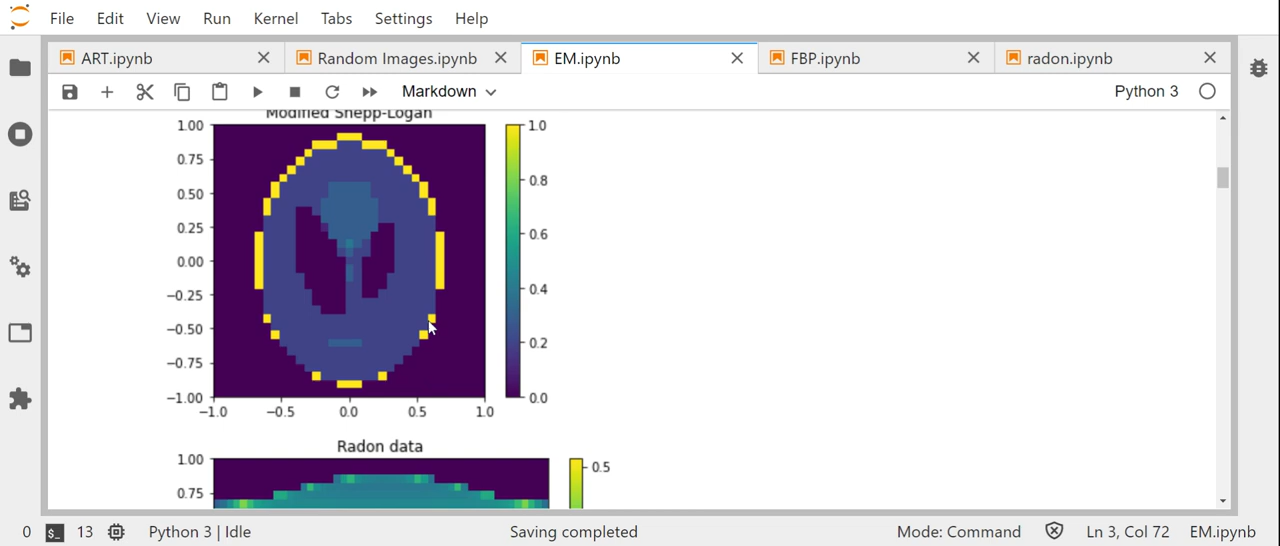 File Edit View Run Kernel Tabs Settings Help
ART.ipynb Random Images.ipynb EM.ipynb FBP.ipynb radon.ipynb
Markdown Python 3
Modified Shepp-Logan
1.00
0.75
0.50
0.25
0.00
−0.25
−0.50
−0.75
−1.00
−1.0 −0.5 0.0 0.5 1.0
1.0
0.8
0.6
0.4
0.2
0.0
Radon data
1.00
0.75
0.5
0 $_ 13 Python 3 | Idle Saving completed Mode: Command Ln 3, Col 72 EM.ipynb